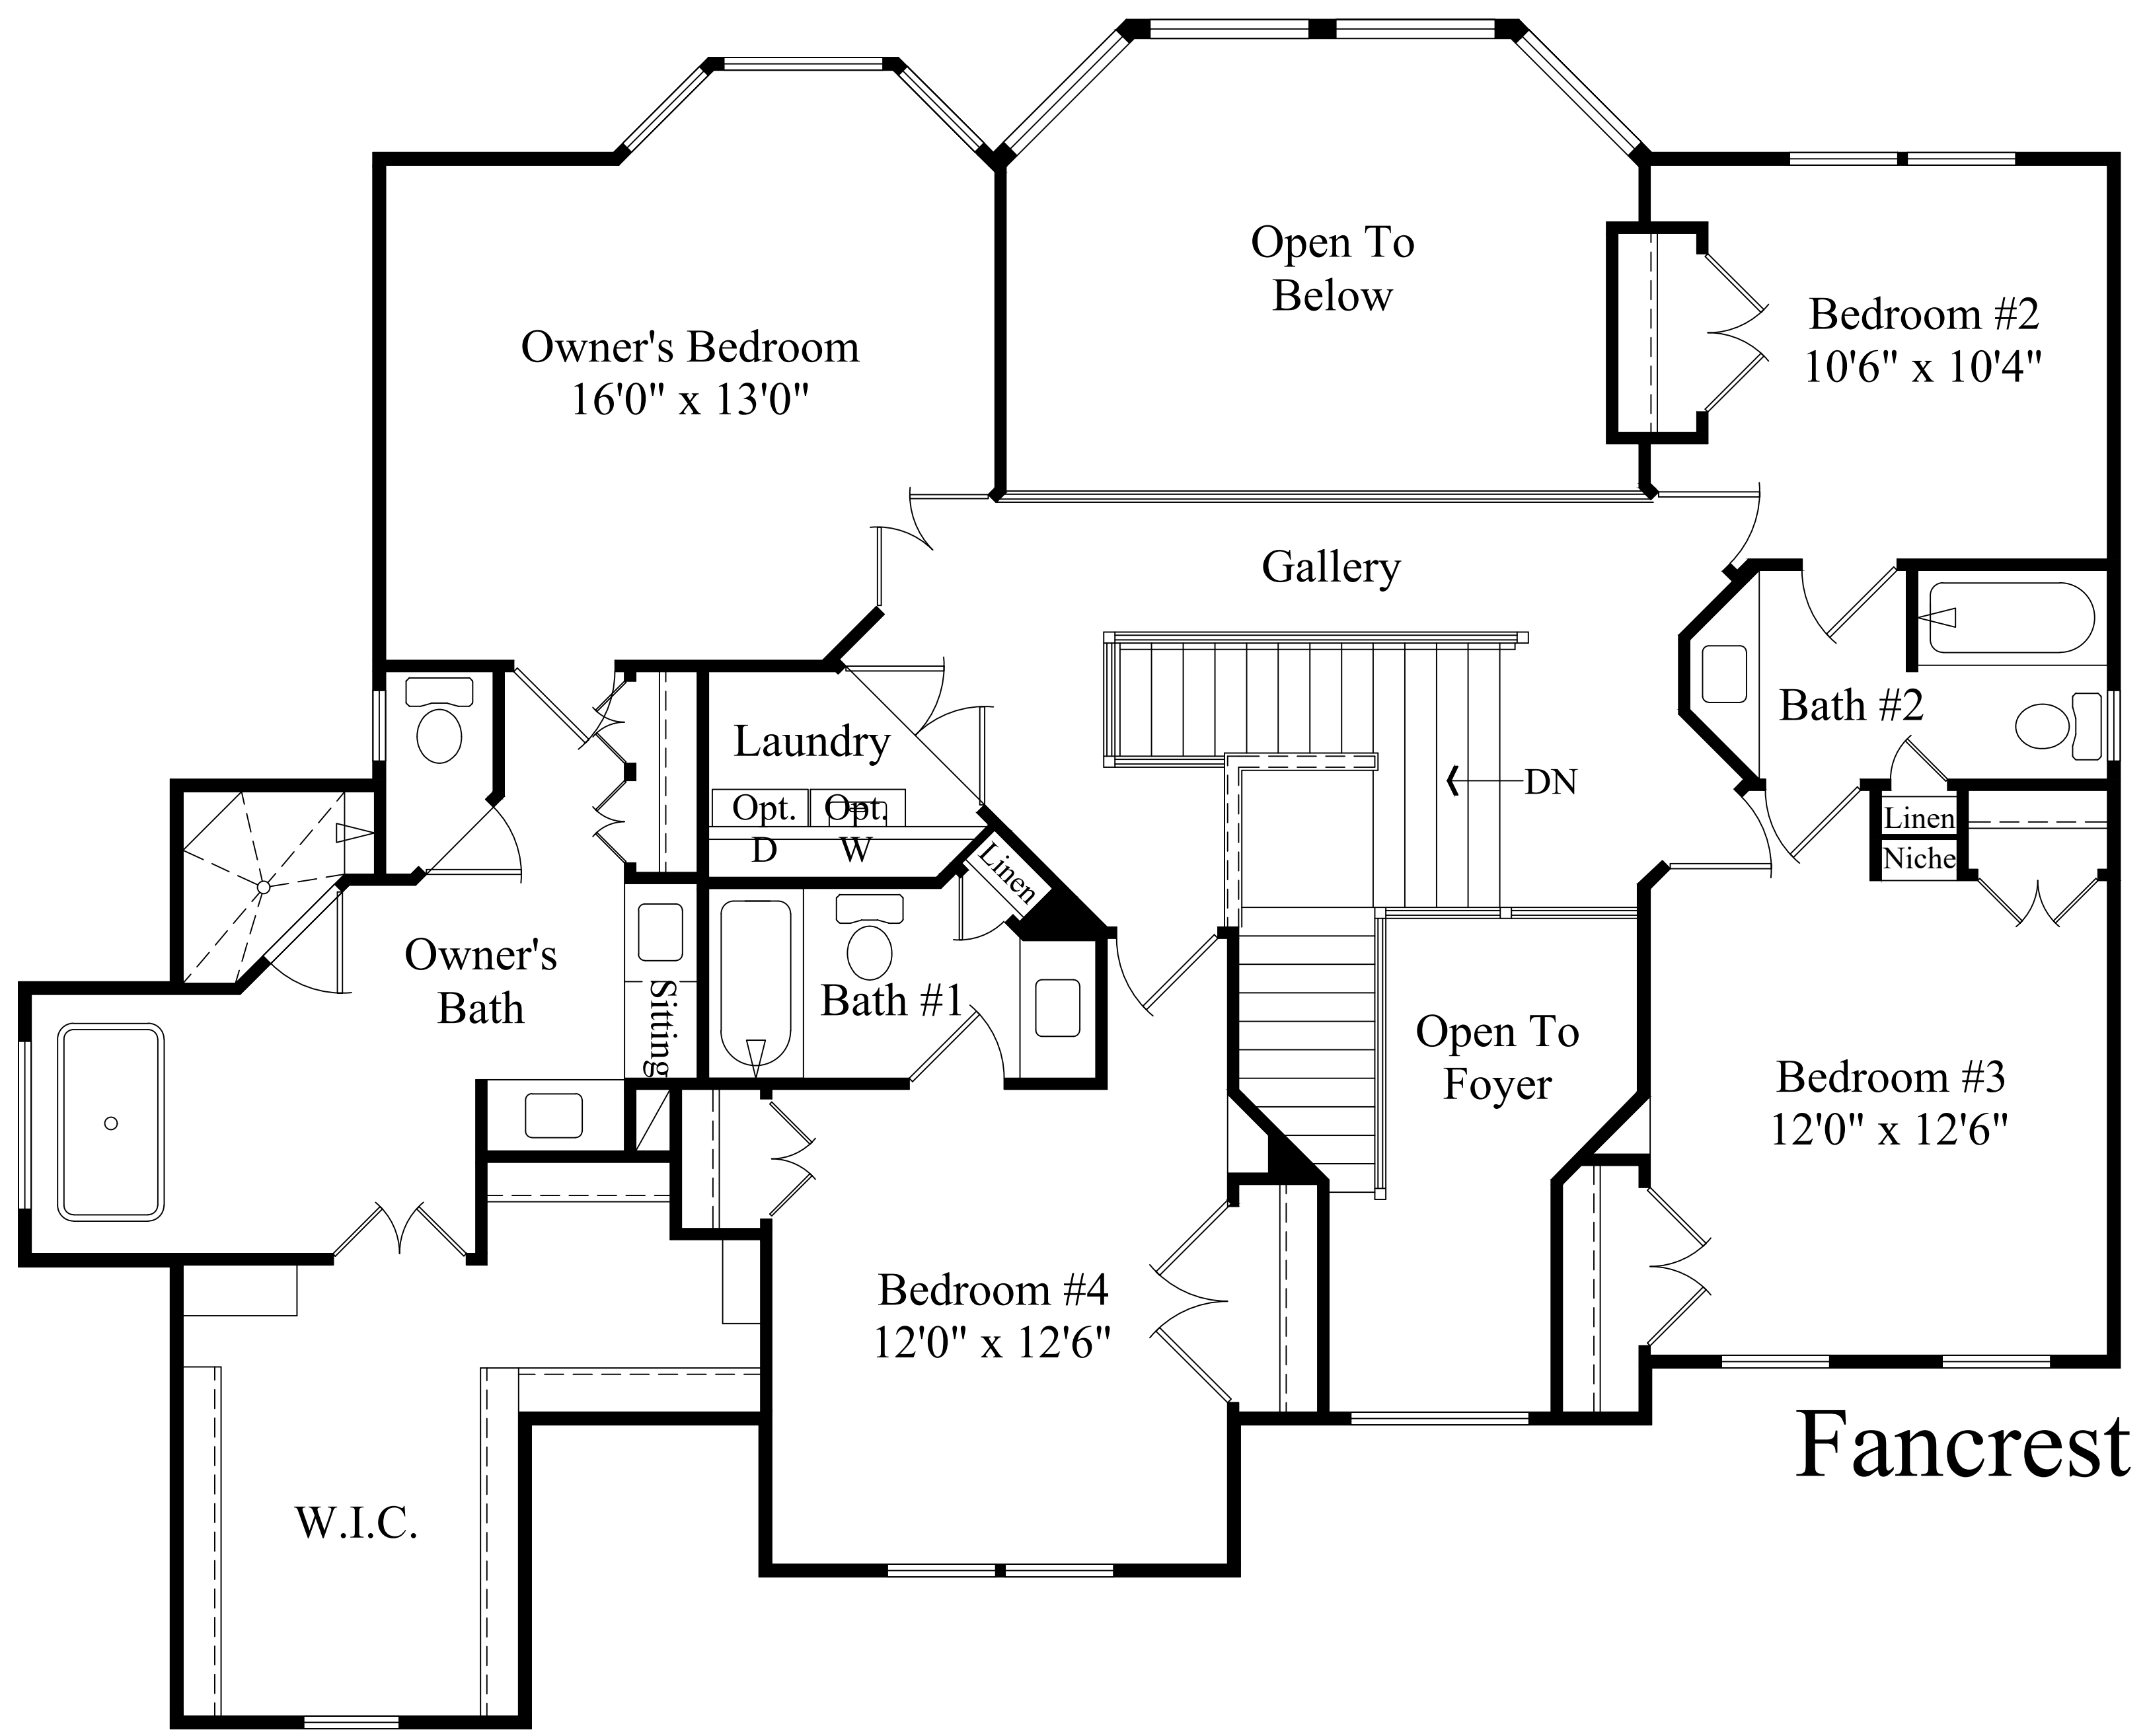 Open To
Below
Owner's Bedroom
16'0" x 13'0"
Bedroom #2
10'6" x 10'4"
Gallery
Laundry
Opt.
D
Opt.
W
Linen
DN
Bath #2
Linen
Niche
Owner's
Bath
Sitting
Bath #1
Open To
Foyer
Bedroom #3
12'0" x 12'6"
Bedroom #4
12'0" x 12'6"
W.I.C.
Fancrest